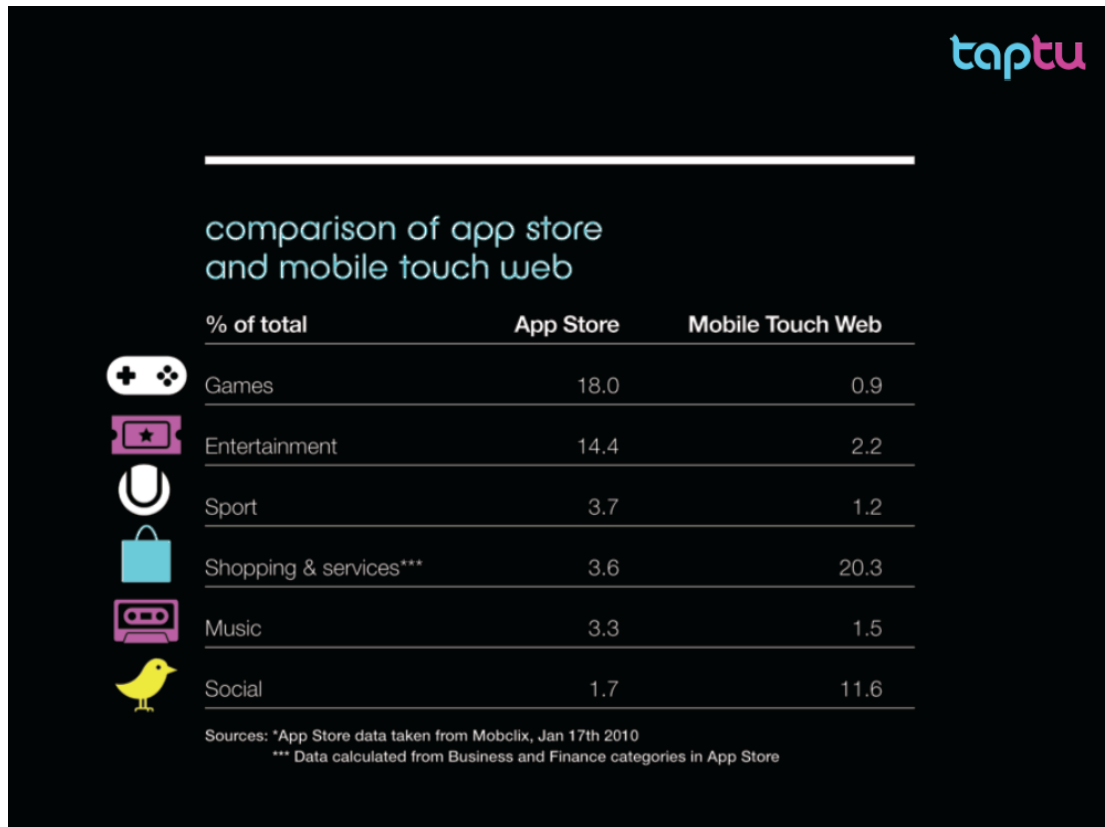 taptu
comparison of app store
and mobile touch web
% of total App Store Mobile Touch Web
Games 18.0 0.9
Entertainment 14.4 2.2
Sport 3.7 1.2
Shopping & services*** 3.6 20.3
Music 3.3 1.5
Social 1.7 11.6
Sources: *App Store data taken from Mobclix, Jan 17th 2010
*** Data calculated from Business and Finance categories in App Store